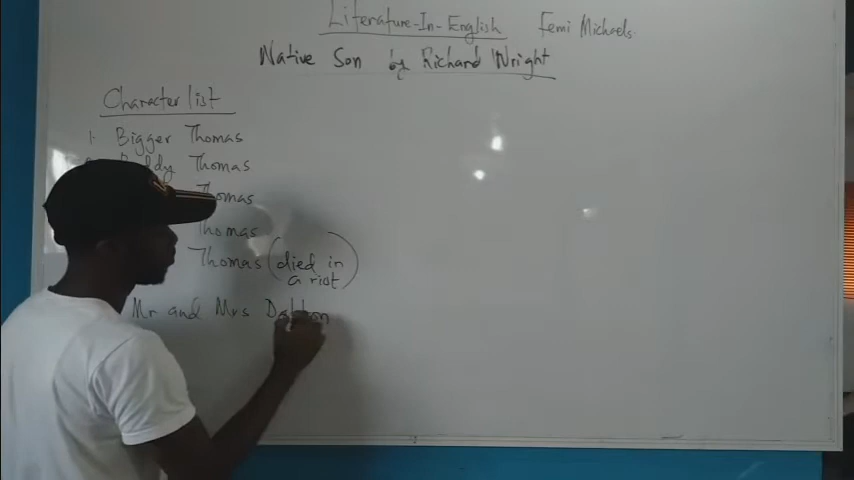 Literature-In-English Femi Michaels
Native Son by Richard Wright
Character list
1. Bigger Thomas
Thomas
Thomas
Thomas
Thomas (died in
a riot)
Mr and Mrs Dalton